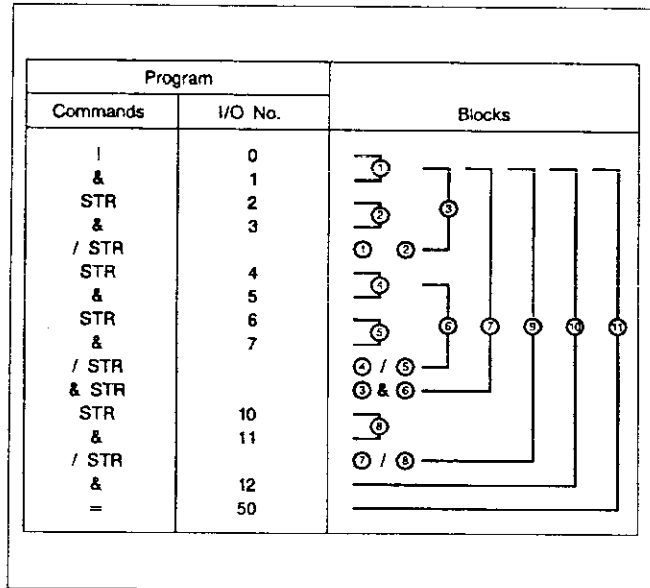 Program
Commands I/O No. Blocks
| 0
& 1 ①
STR 2
& 3 ② ③
/ STR ① ②
STR 4
& 5 ④
STR 6
& 7 ⑤ ⑥ ⑦ ⑨ ⑩ ⑪
/ STR ④ / ⑤
& STR ③ & ⑥
STR 10
& 11 ⑧
/ STR ⑦ / ⑧
& 12
= 50